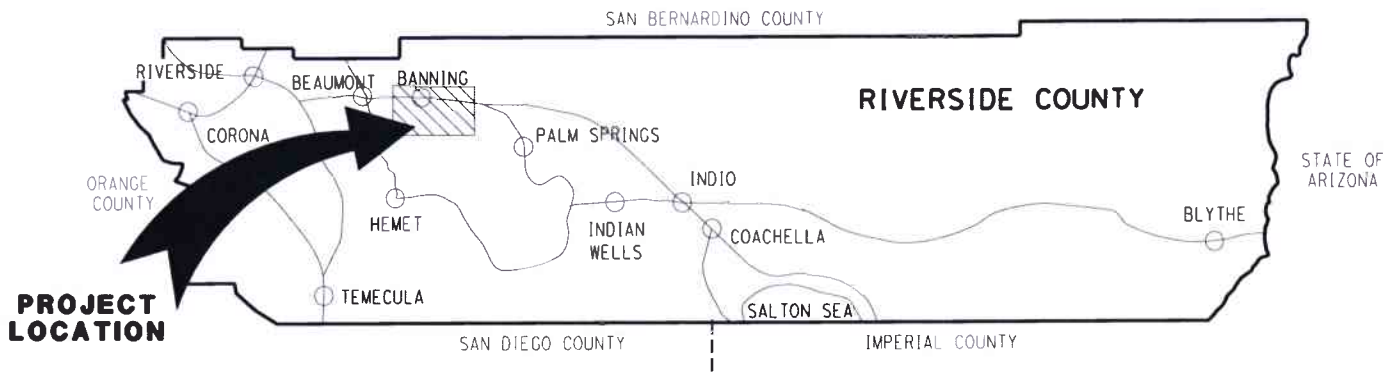 SAN BERNARDINO COUNTY
RIVERSIDE
BEAUMONT
BANNING
RIVERSIDE COUNTY
CORONA
PALM SPRINGS
STATE OF
ARIZONA
ORANGE
COUNTY
INDIO
HEMET
INDIAN
WELLS
COACHELLA
BLYTHE
PROJECT
LOCATION
TEMECULA
SALTON SEA
SAN DIEGO COUNTY
IMPERIAL COUNTY